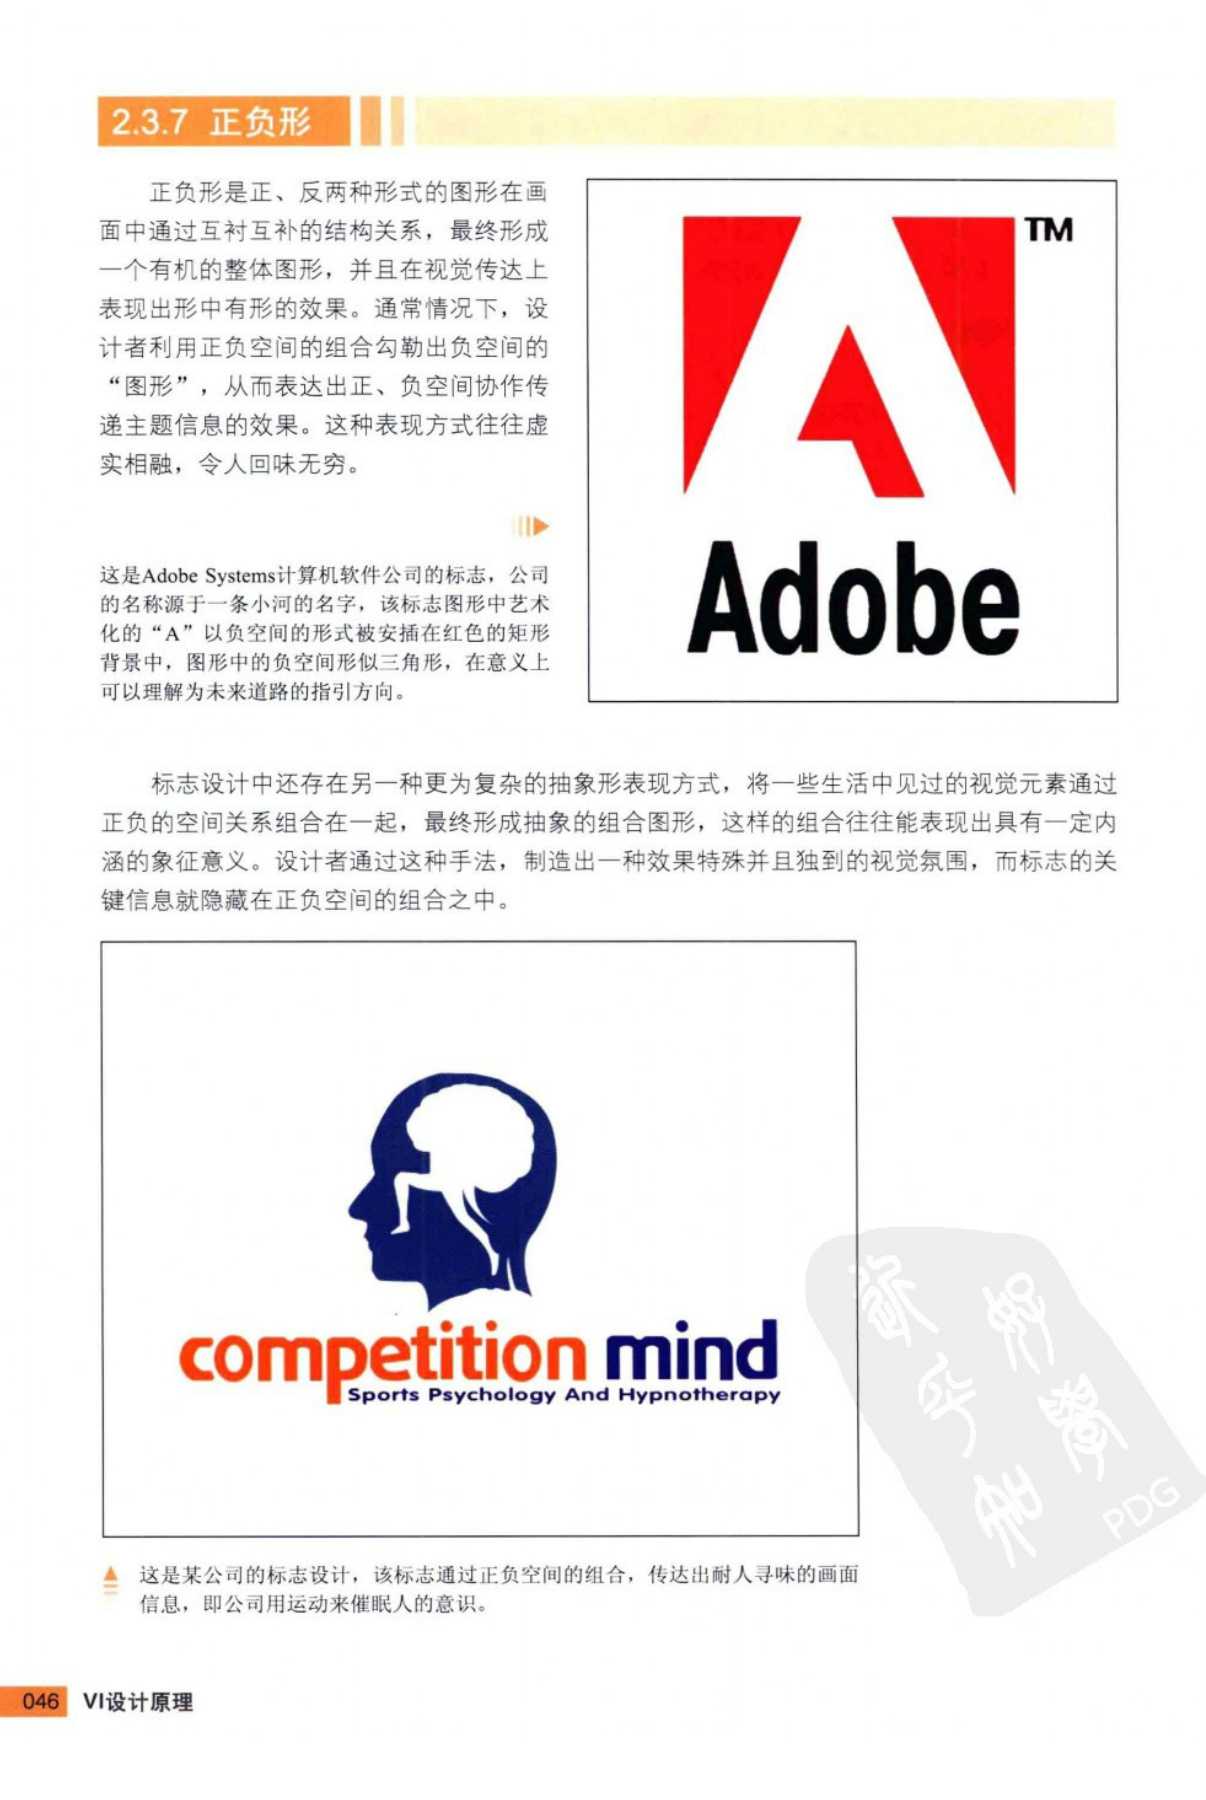 2.3.7 正负形
正负形是正、反两种形式的图形在画
面中通过互衬互补的结构关系，最终形成
一个有机的整体图形，并且在视觉传达上
表现出形中有形的效果。通常情况下，设
计者利用正负空间的组合勾勒出负空间的
“图形”，从而表达出正、负空间协作传
递主题信息的效果。这种表现方式往往虚
实相融，令人回味无穷。
这是Adobe Systems计算机软件公司的标志，公司
的名称源于一条小河的名字，该标志图形中艺术
化的“A”以负空间的形式被安插在红色的矩形
背景中，图形中的负空间形似三角形，在意义上
可以理解为未来道路的指引方向。
TM
Adobe
标志设计中还存在另一种更为复杂的抽象形表现方式，将一些生活中见过的视觉元素通过
正负的空间关系组合在一起，最终形成抽象的组合图形，这样的组合往往能表现出具有一定内
涵的象征意义。设计者通过这种手法，制造出一种效果特殊并且独到的视觉氛围，而标志的关
键信息就隐藏在正负空间的组合之中。
competition mind
Sports Psychology And Hypnotherapy
PDG
这是某公司的标志设计，该标志通过正负空间的组合，传达出耐人寻味的画面
信息，即公司用运动来催眠人的意识。
046 VI设计原理